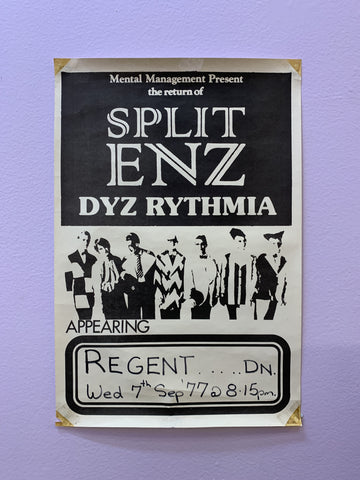 Mental Management Present
the return of
SPLIT
ENZ
DYZ RYTHMIA
APPEARING
REGENT.....DN.
Wed 7th Sep '77 @ 8.15pm.